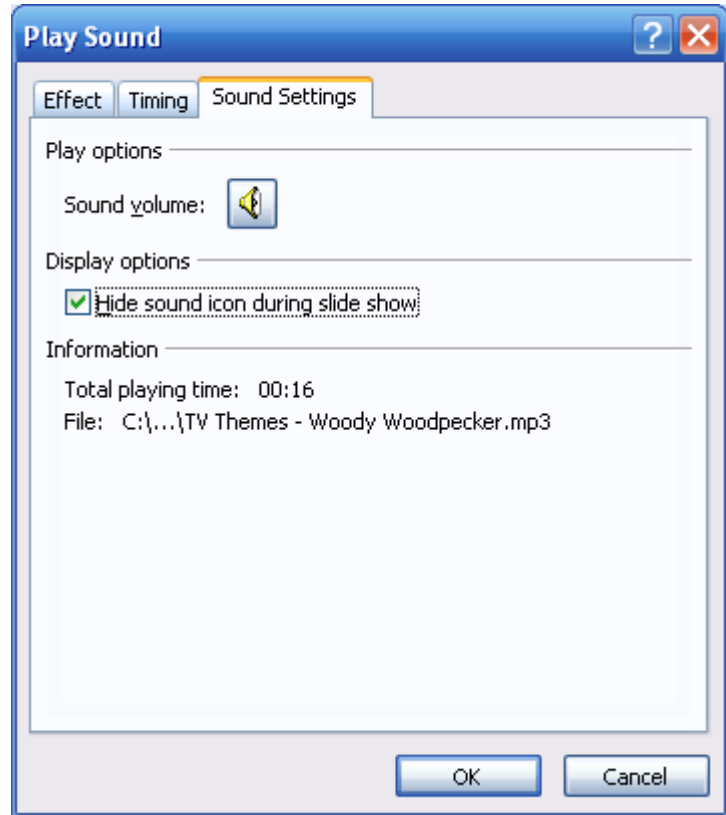 Play Sound
Effect Timing Sound Settings
Play options
Sound volume:
Display options
Hide sound icon during slide show
Information
Total playing time: 00:16
File: C:\...\TV Themes - Woody Woodpecker.mp3
OK Cancel